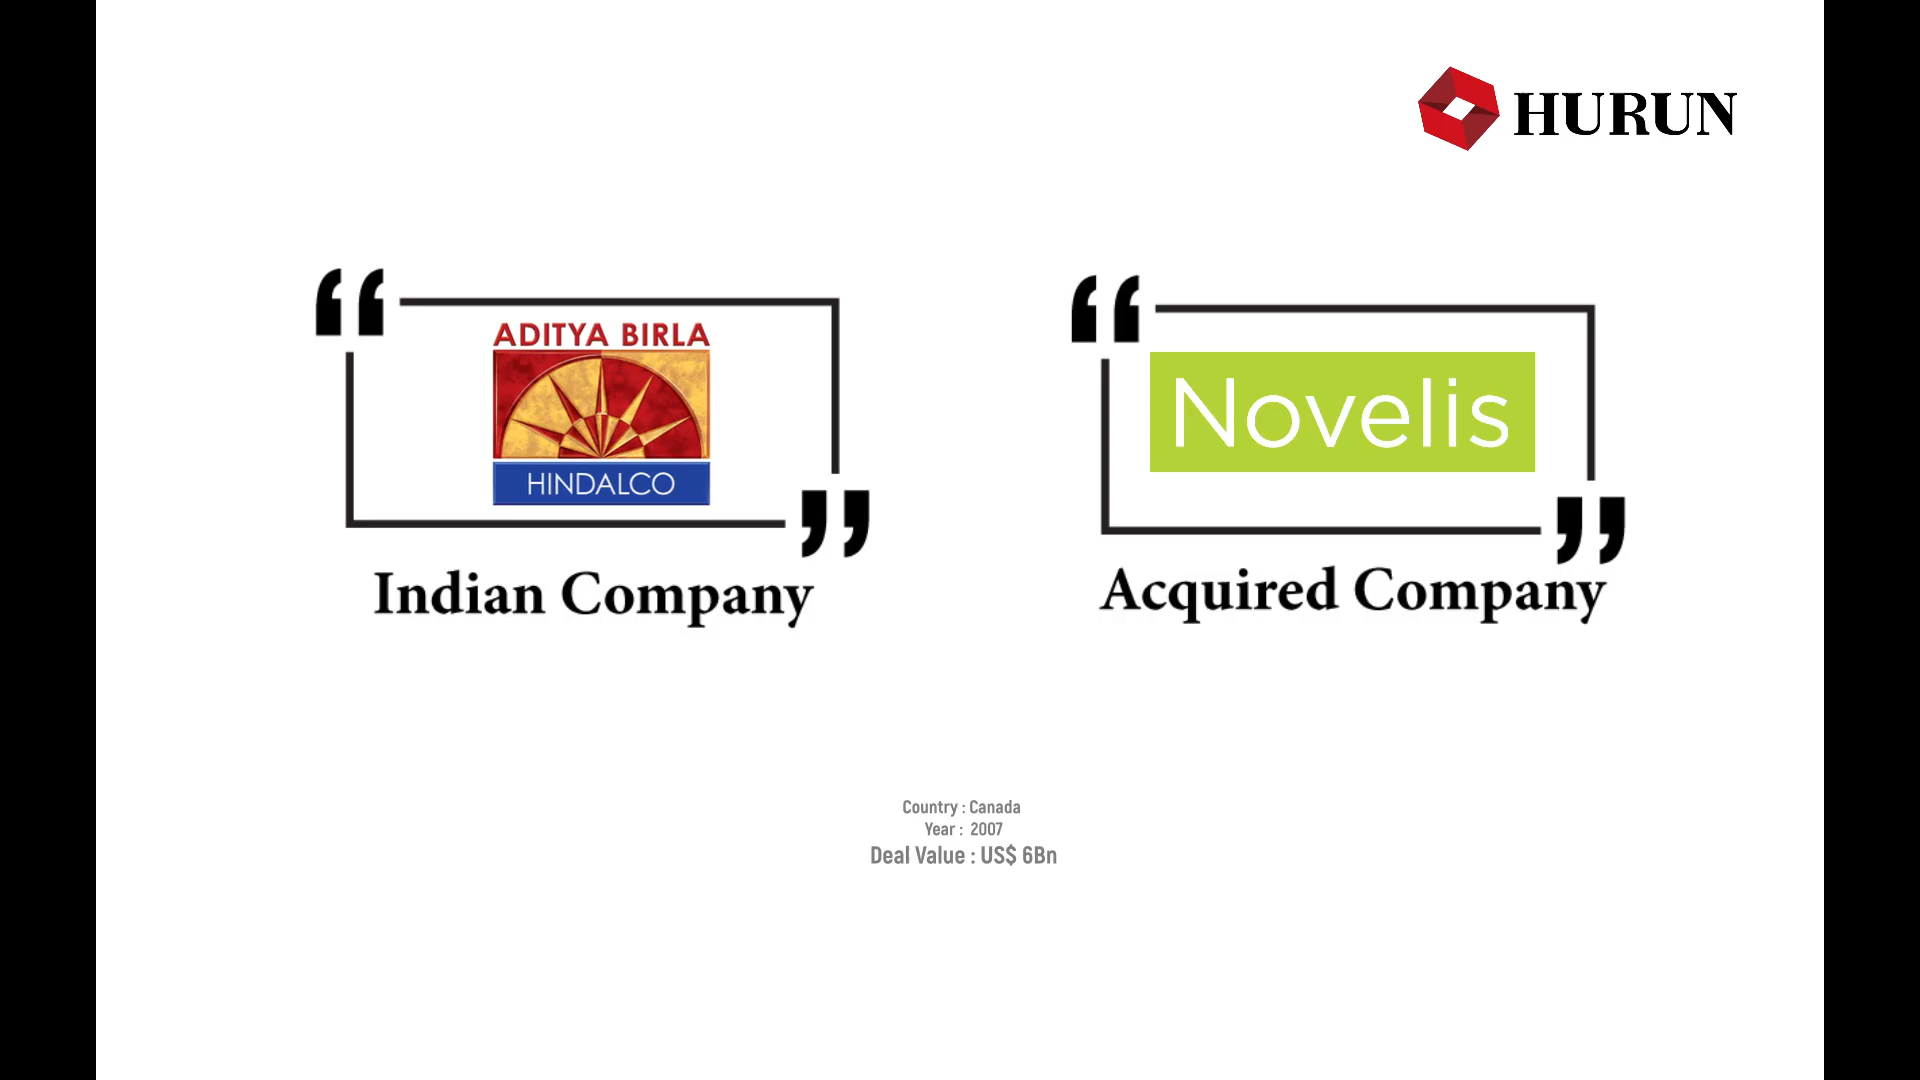 HURUN
“
ADITYA BIRLA
HINDALCO
”
Indian Company
“
Novelis
”
Acquired Company
Country : Canada
Year : 2007
Deal Value : US$ 6Bn